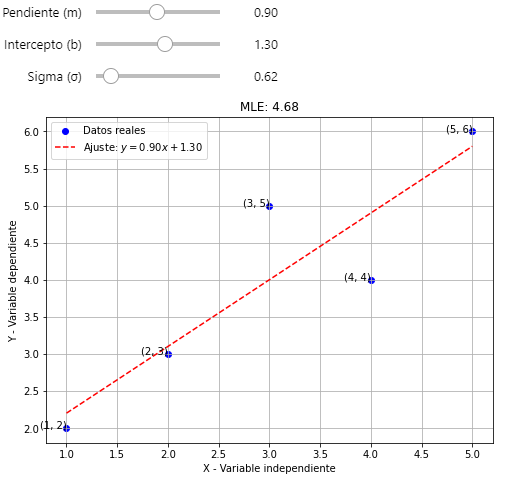 Pendiente (m) 0.90
Intercepto (b) 1.30
Sigma (σ) 0.62
MLE: 4.68
Datos reales
Ajuste: y = 0.90x + 1.30
6.0
5.5
5.0
4.5
4.0
3.5
3.0
2.5
2.0
Y - Variable dependiente
(5, 6)
(3, 5)
(4, 4)
(2, 3)
(1, 2)
1.0 1.5 2.0 2.5 3.0 3.5 4.0 4.5 5.0
X - Variable independiente